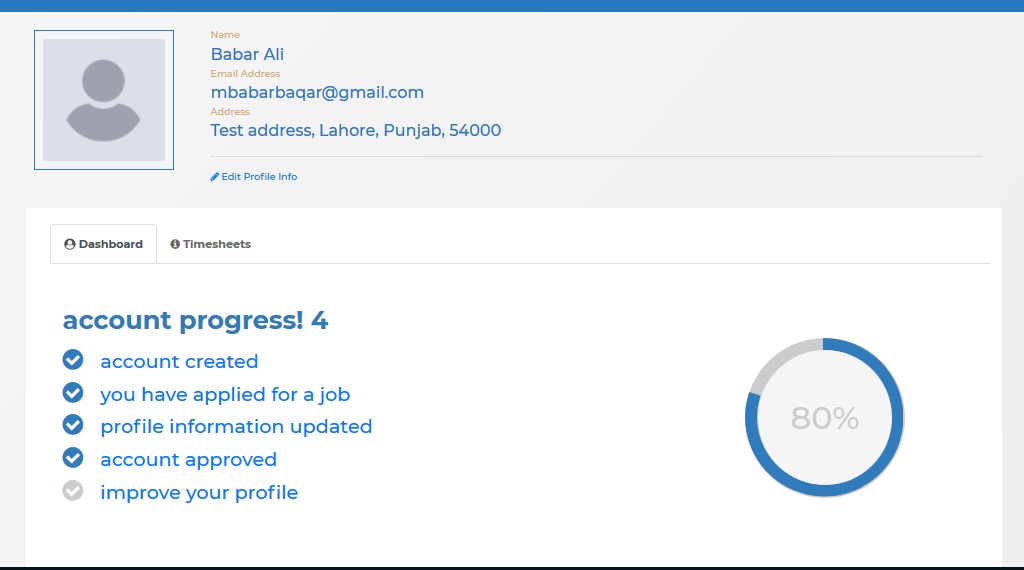 Name
Babar Ali
Email Address
mbabarbaqar@gmail.com
Address
Test address, Lahore, Punjab, 54000
Edit Profile Info
Dashboard Timesheets
account progress! 4
account created
you have applied for a job
profile information updated
account approved
improve your profile
80%